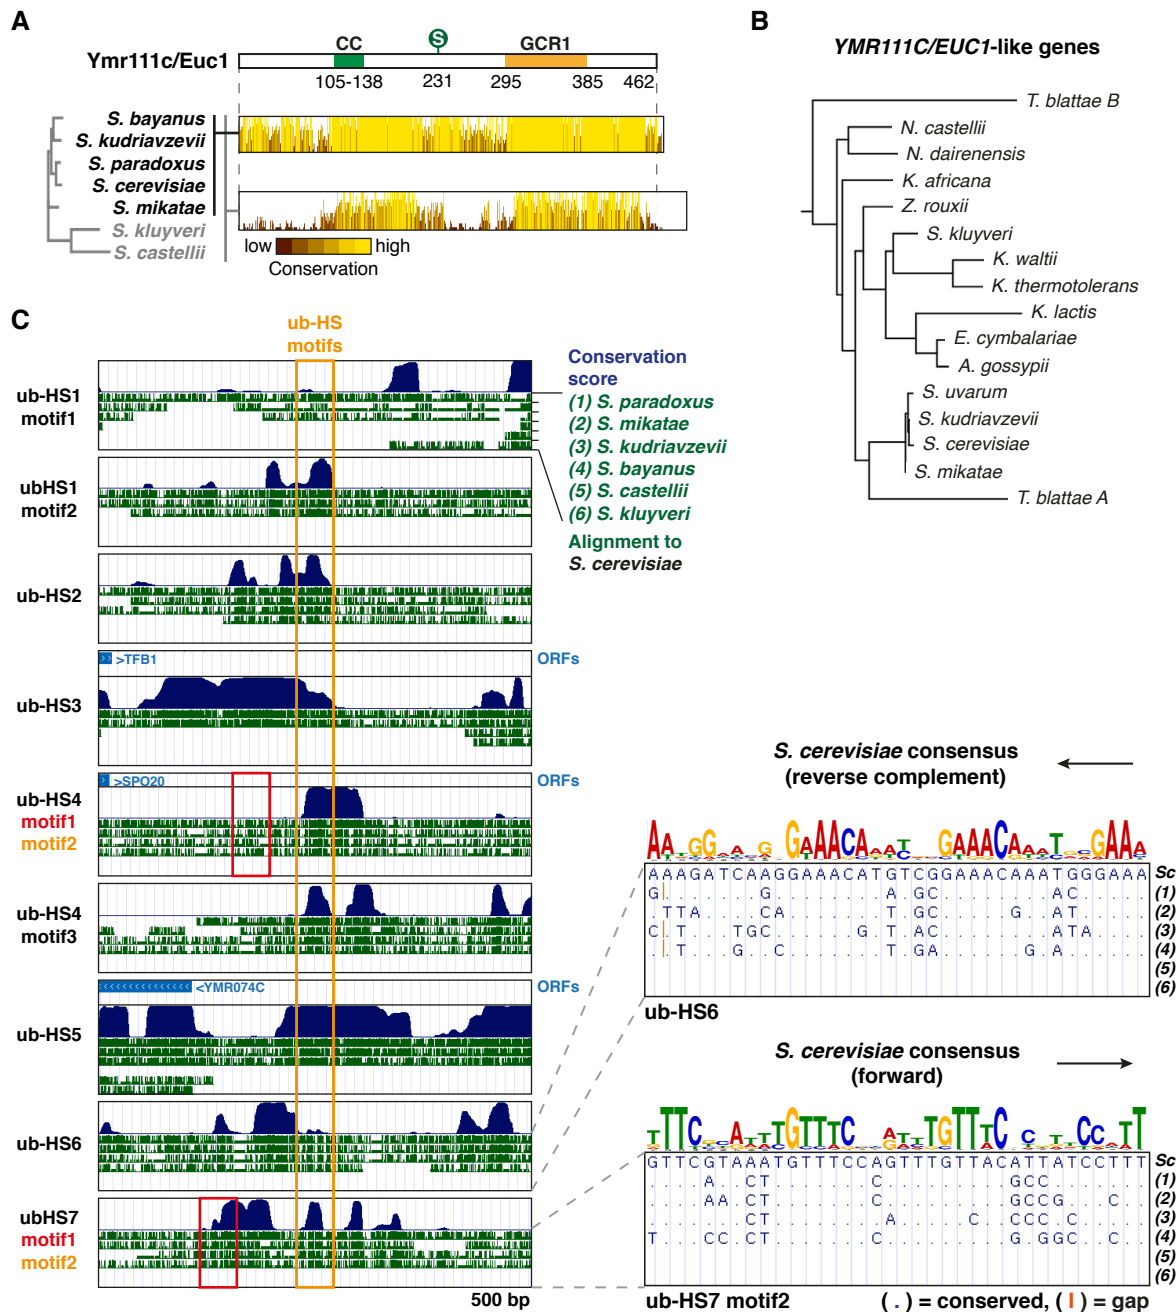 A
Ymr111c/Euc1
CC
S
GCR1
105-138
231
295
385
462
S. bayanus
S. kudriavzevii
S. paradoxus
S. cerevisiae
S. mikatae
S. kluyveri
S. castellii
low
high
Conservation
B
YMR111C/EUC1-like genes
T. blattae B
N. castellii
N. dairenensis
K. africana
Z. rouxii
S. kluyveri
K. waltii
K. thermotolerans
K. lactis
E. cymbalariae
A. gossypii
S. uvarum
S. kudriavzevii
S. cerevisiae
S. mikatae
T. blattae A
C
ub-HS
motifs
ub-HS1
motif1
ubHS1
motif2
ub-HS2
ub-HS3
>TFB1
ORFs
ub-HS4
motif1
motif2
>SPO20
ORFs
ub-HS4
motif3
ub-HS5
<YMR074C
ORFs
ub-HS6
ubHS7
motif1
motif2
500 bp
Conservation
score
(1) S. paradoxus
(2) S. mikatae
(3) S. kudriavzevii
(4) S. bayanus
(5) S. castellii
(6) S. kluyveri
Alignment to
S. cerevisiae
S. cerevisiae consensus
(reverse complement)
AAAGATCAAGGAAACATGTCGGAAACAAATGGGAAA Sc
(1)
(2)
(3)
(4)
(5)
(6)
ub-HS6
S. cerevisiae consensus
(forward)
GTTCGTAAATGTTTCCAGTTTGTTACATTATCCTTT Sc
(1)
(2)
(3)
(4)
(5)
(6)
ub-HS7 motif2
( . ) = conserved, ( | ) = gap